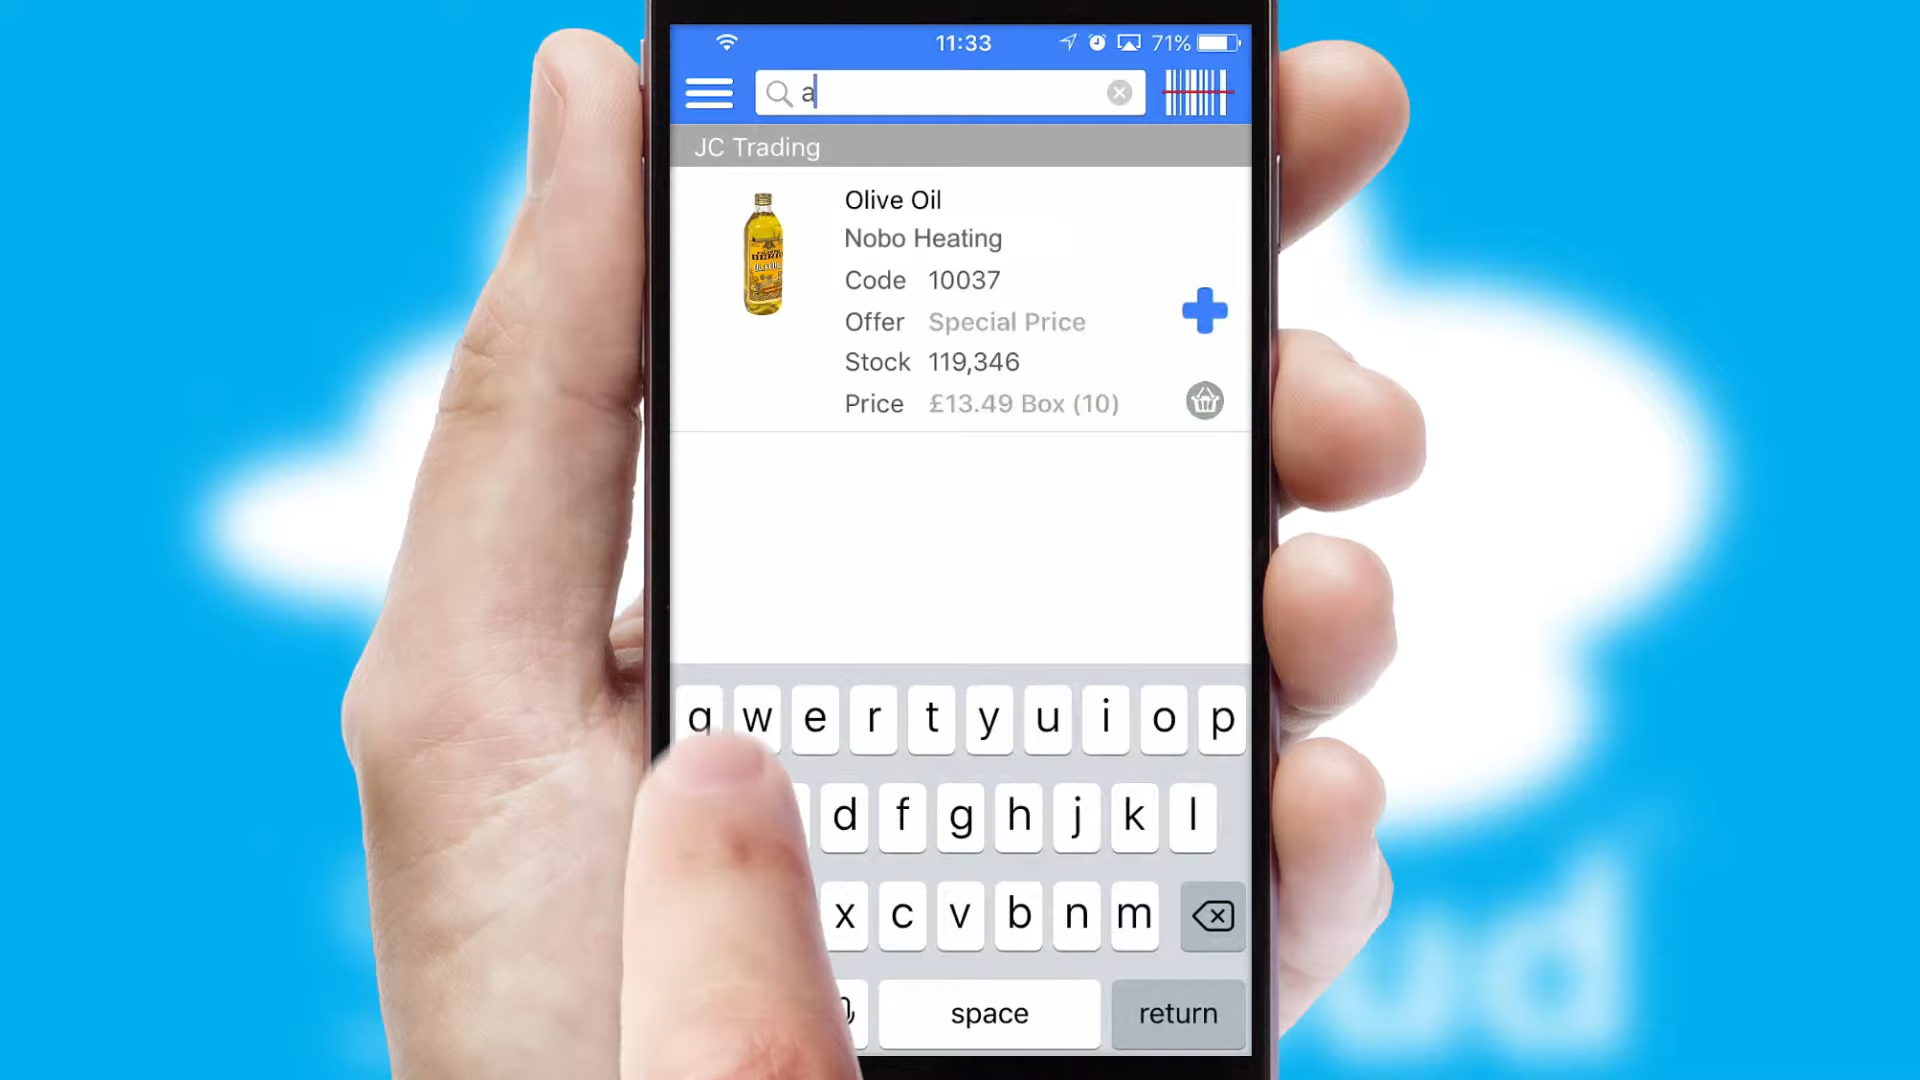 11:33 71%
a
JC Trading
Olive Oil
Nobo Heating
Code 10037
Offer Special Price
Stock 119,346
Price £13.49 Box (10)
q w e r t y u i o p
d f g h j k l
x c v b n m
space return
ud